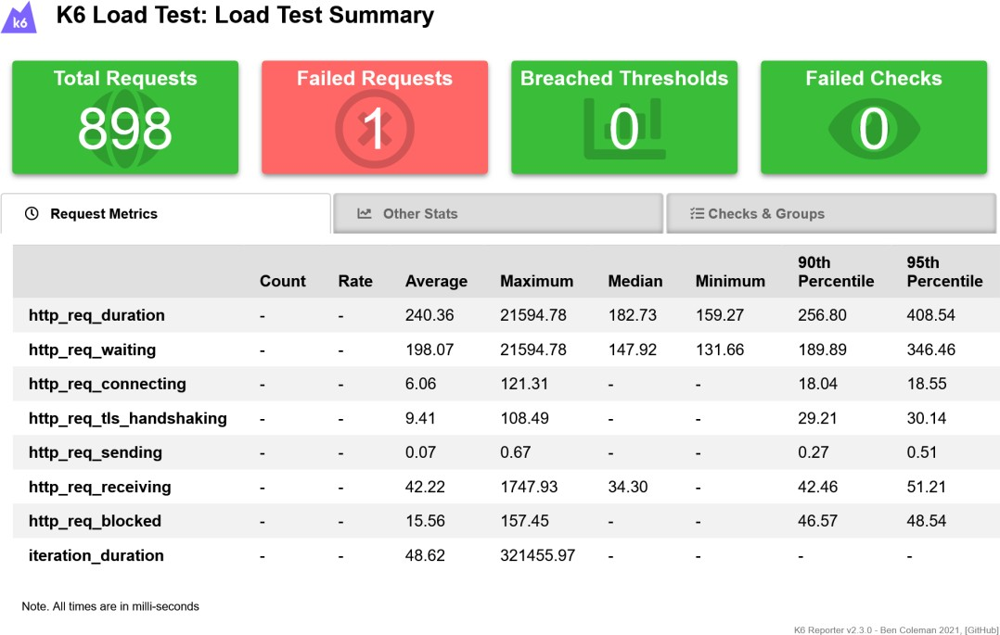 k6
K6 Load Test: Load Test Summary
Total Requests
898
Failed Requests
1
Breached Thresholds
0
Failed Checks
0
Request Metrics
Other Stats
Checks & Groups
Count Rate Average Maximum Median Minimum 90th Percentile 95th Percentile
http_req_duration - - 240.36 21594.78 182.73 159.27 256.80 408.54
http_req_waiting - - 198.07 21594.78 147.92 131.66 189.89 346.46
http_req_connecting - - 6.06 121.31 - - 18.04 18.55
http_req_tls_handshaking - - 9.41 108.49 - - 29.21 30.14
http_req_sending - - 0.07 0.67 - - 0.27 0.51
http_req_receiving - - 42.22 1747.93 34.30 - 42.46 51.21
http_req_blocked - - 15.56 157.45 - - 46.57 48.54
iteration_duration - - 48.62 321455.97 - - - -
Note. All times are in milli-seconds
K6 Reporter v2.3.0 - Ben Coleman 2021, [GitHub]